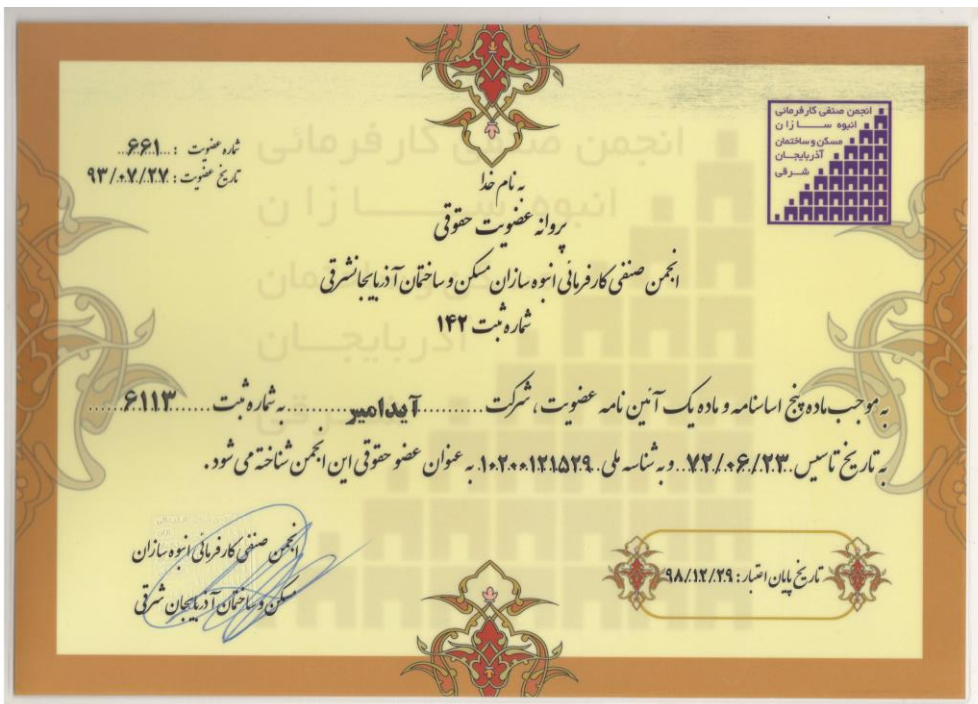 انجمن صنفی کارفرمائی
انبوه ســـازان
مسکن و ساختمان
آذربایجـــان
شــرقی
شماره عضویت : ۶۶۱
تاریخ عضویت : ۹۳/۰۷/۲۷
به نام خدا
پروانه عضویت حقوقی
انجمن صنفی کارفرمائی انبوه سازان مسکن و ساختمان آذربایجانشرقی
شماره ثبت ۱۴۲
به موجب ماده پنج اساسنامه و ماده یک آئین نامه عضویت ، شرکت .......... آیدامیر .......... به شماره ثبت ....... ۶۱۱۳ ......
به تاریخ تاسیس ..۷۲/۰۶/۲۳.. و به شناسه ملی ..۱۰۲۰۰۱۲۱۵۲۹.. به عنوان عضو حقوقی این انجمن شناخته می شود .
انجمن صنفی کارفرمائی انبوه سازان
مسکن و ساختمان آذربایجان شرقی
تاریخ پایان اعتبار : ۹۸/۱۲/۲۹